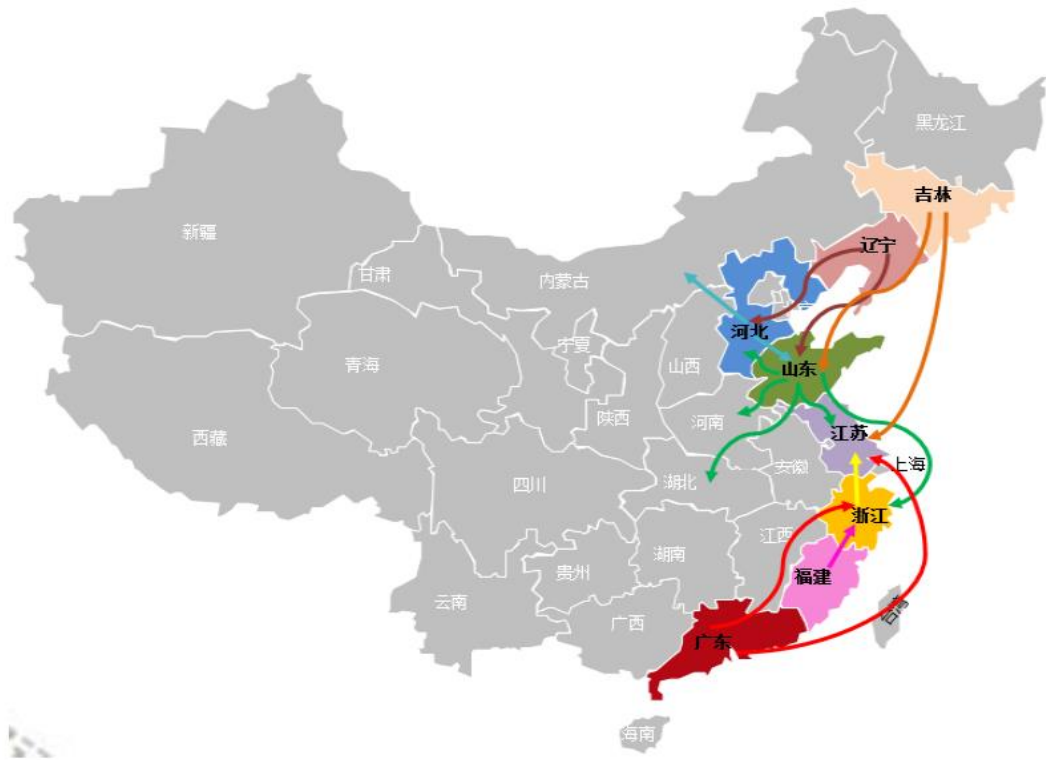 黑龙江
吉林
新疆
辽宁
甘肃
内蒙古
河北
宁夏
青海
山西
山东
陕西
河南
江苏
西藏
安徽
上海
四川
湖北
浙江
江西
湖南
贵州
福建
云南
广西
台湾
广东
海南